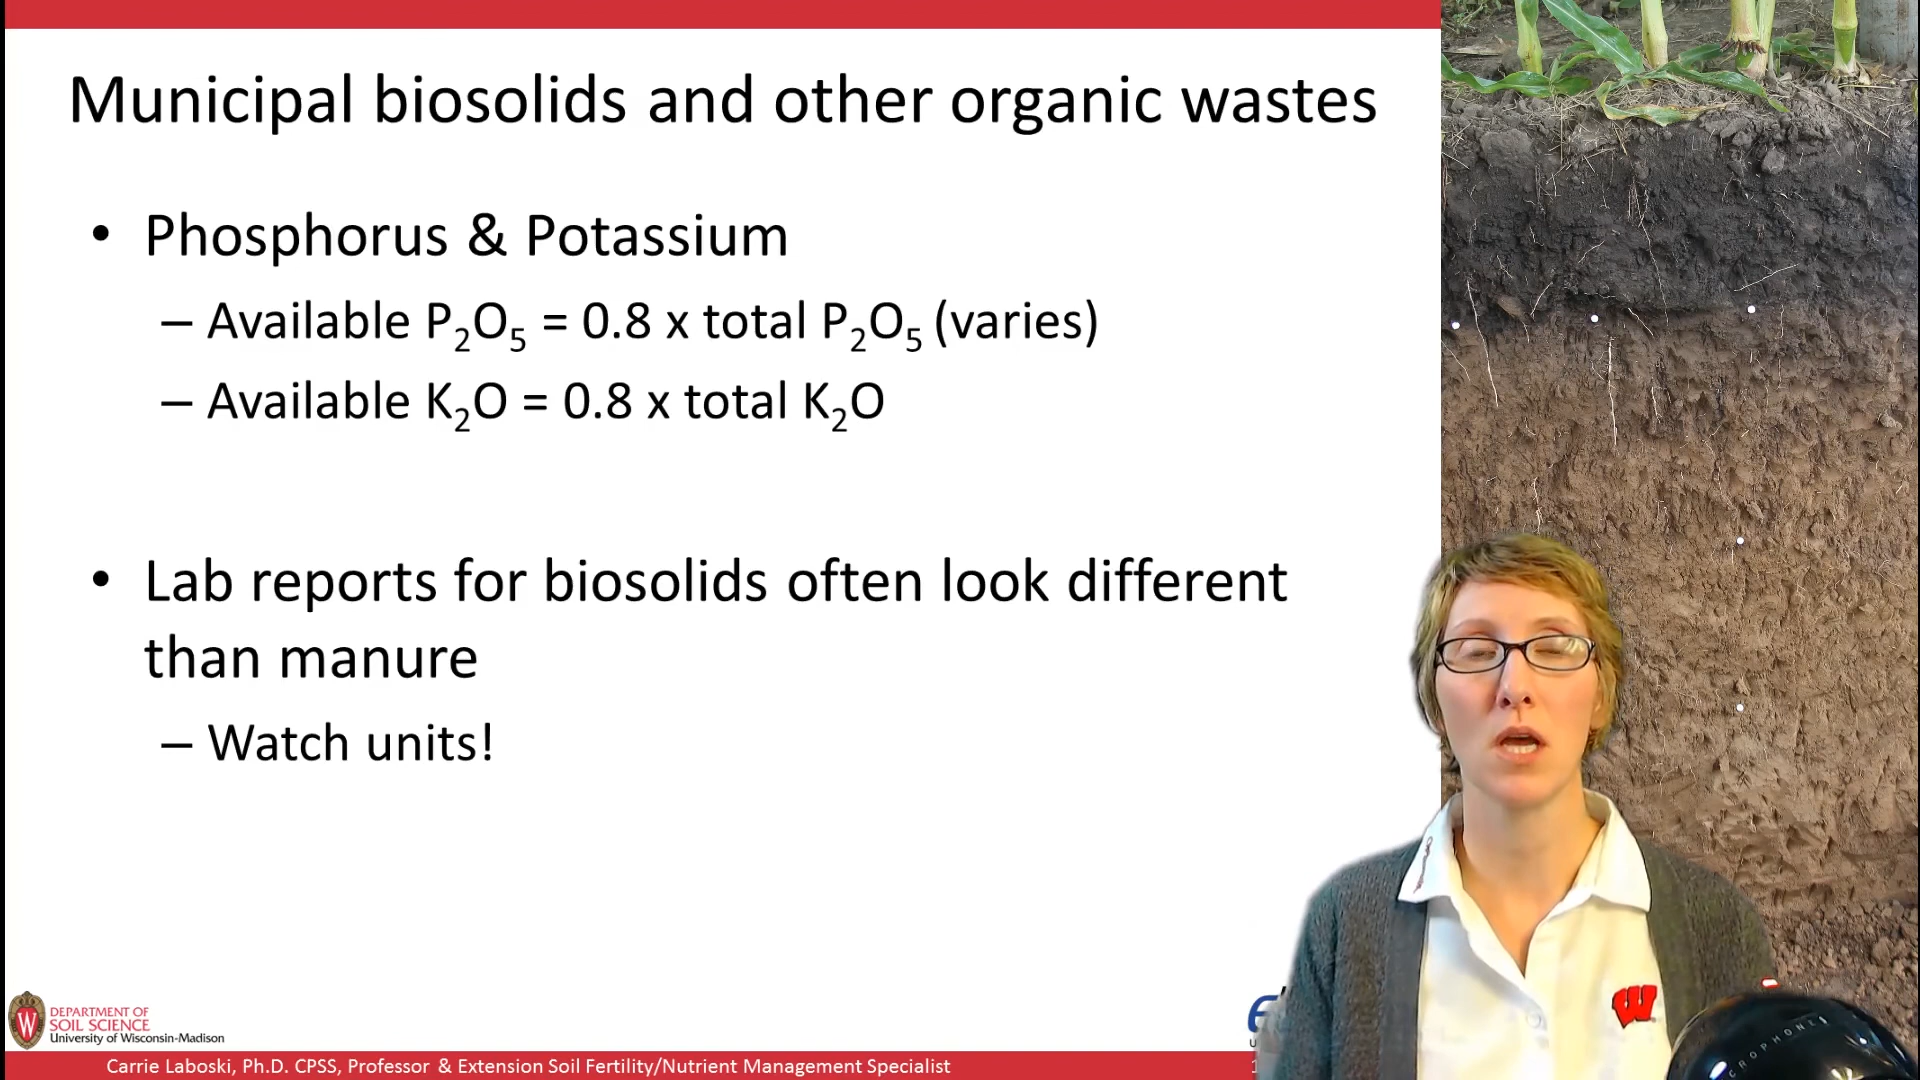 Municipal biosolids and other organic wastes
• Phosphorus & Potassium
– Available P₂O₅ = 0.8 x total P₂O₅ (varies)
– Available K₂O = 0.8 x total K₂O
• Lab reports for biosolids often look different
than manure
– Watch units!
W
DEPARTMENT OF
SOIL SCIENCE
University of Wisconsin-Madison
Carrie Laboski, Ph.D. CPSS, Professor & Extension Soil Fertility/Nutrient Management Specialist
W